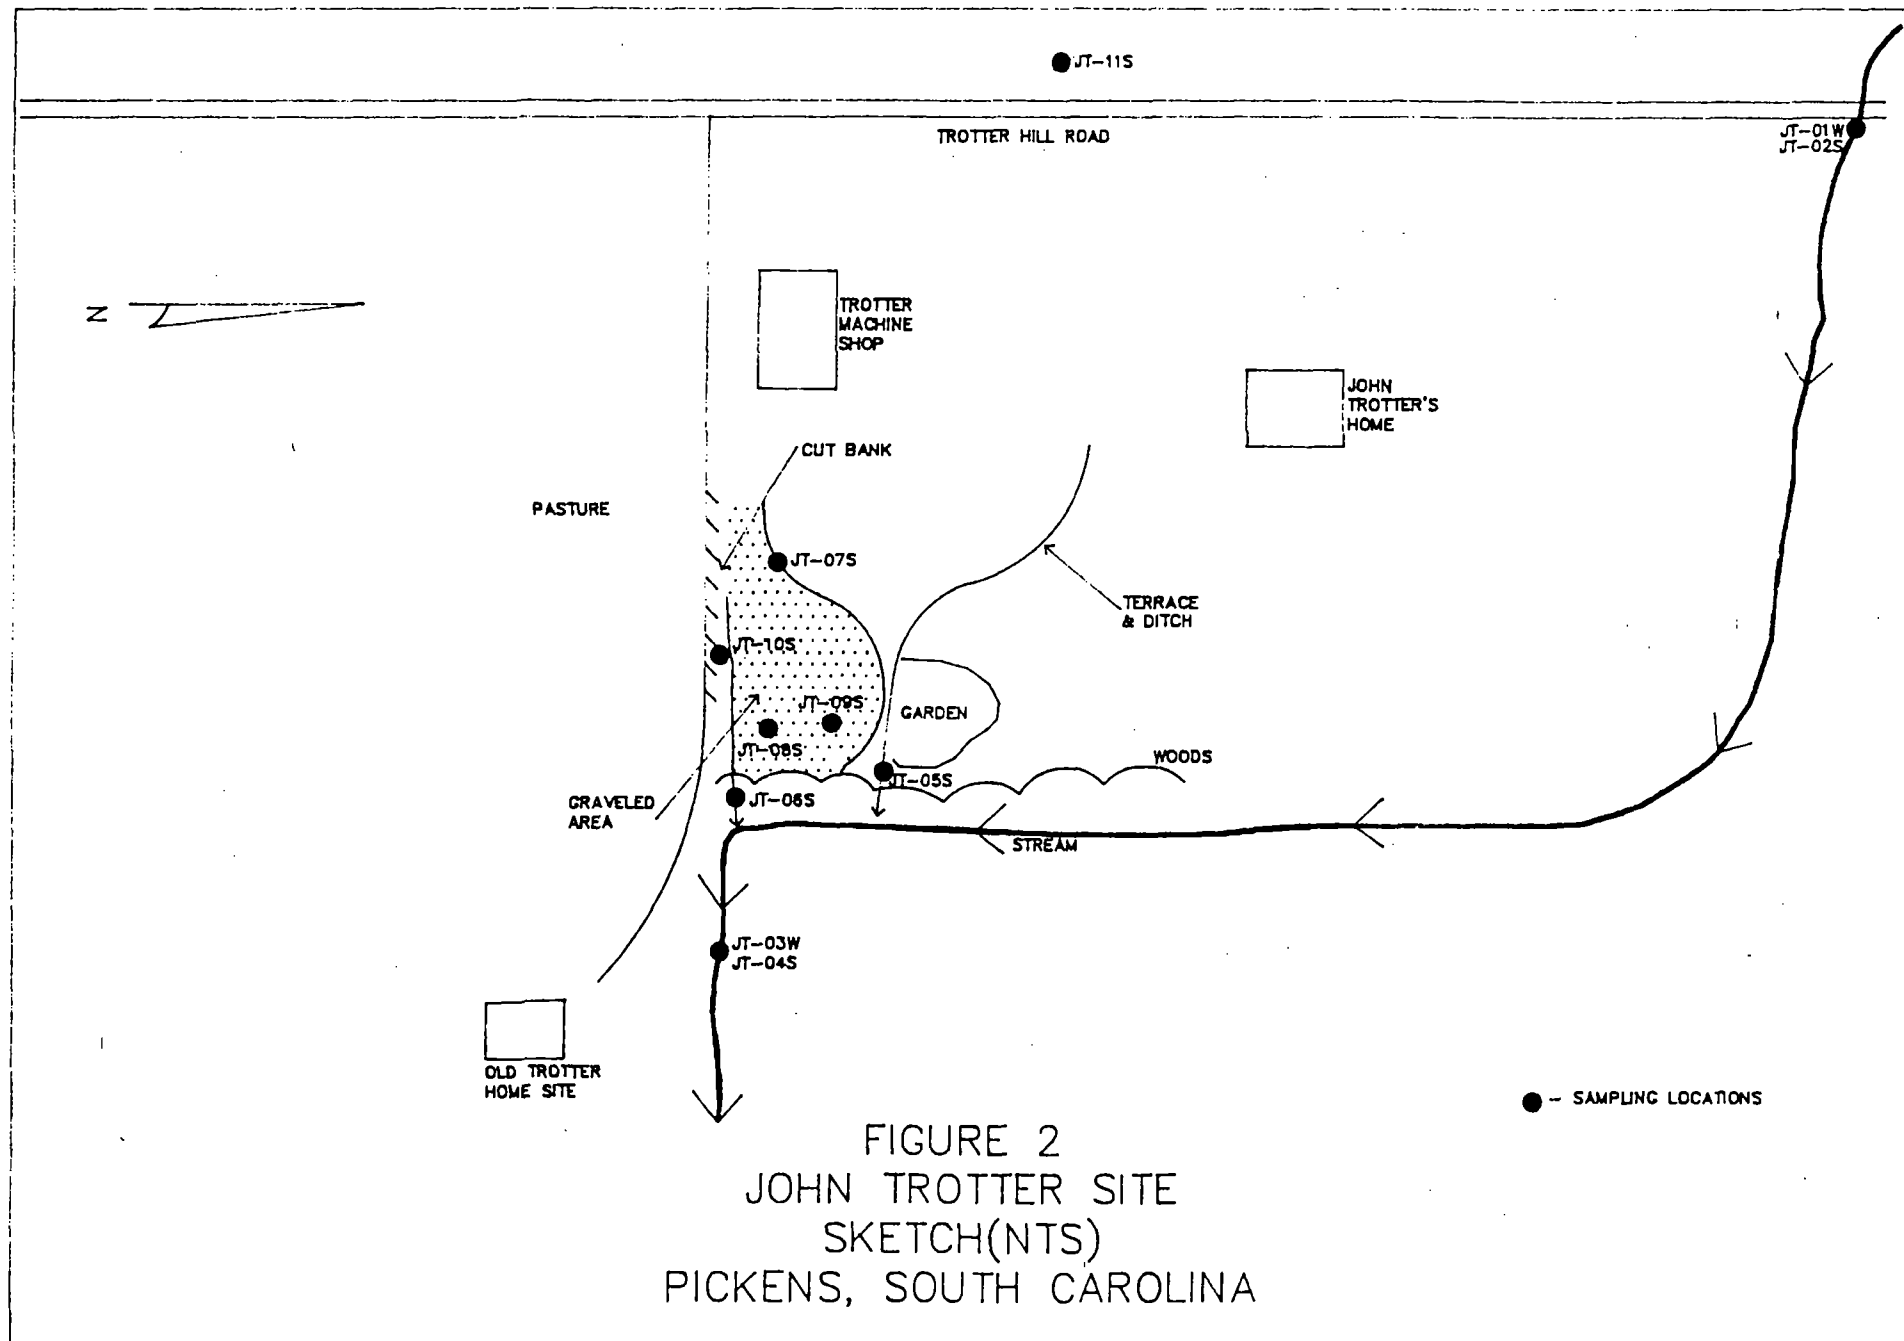 JT-11S
TROTTER HILL ROAD
JT-01W
JT-02S
N
TROTTER
MACHINE
SHOP
JOHN
TROTTER'S
HOME
CUT BANK
PASTURE
JT-07S
TERRACE
& DITCH
JT-10S
JT-09S
GARDEN
JT-08S
WOODS
JT-05S
JT-06S
GRAVELED
AREA
STREAM
JT-03W
JT-04S
OLD TROTTER
HOME SITE
- SAMPLING LOCATIONS
FIGURE 2
JOHN TROTTER SITE
SKETCH(NTS)
PICKENS, SOUTH CAROLINA